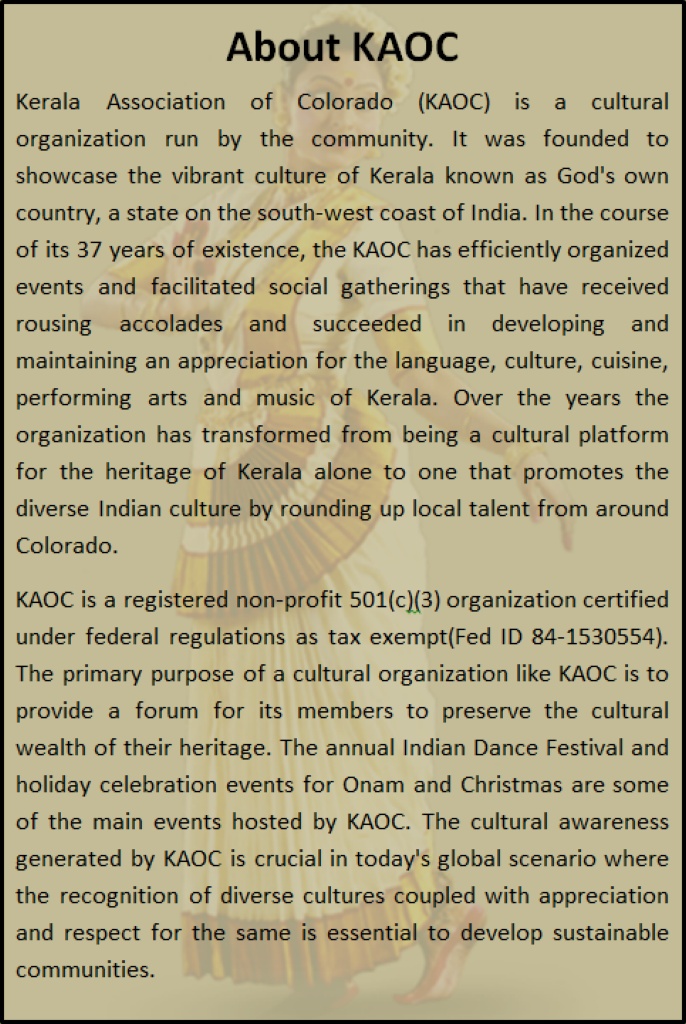 About KAOC
Kerala Association of Colorado (KAOC) is a cultural
organization run by the community. It was founded to
showcase the vibrant culture of Kerala known as God's own
country, a state on the south-west coast of India. In the course
of its 37 years of existence, the KAOC has efficiently organized
events and facilitated social gatherings that have received
rousing accolades and succeeded in developing and
maintaining an appreciation for the language, culture, cuisine,
performing arts and music of Kerala. Over the years the
organization has transformed from being a cultural platform
for the heritage of Kerala alone to one that promotes the
diverse Indian culture by rounding up local talent from around
Colorado.
KAOC is a registered non-profit 501(c)(3) organization certified
under federal regulations as tax exempt(Fed ID 84-1530554).
The primary purpose of a cultural organization like KAOC is to
provide a forum for its members to preserve the cultural
wealth of their heritage. The annual Indian Dance Festival and
holiday celebration events for Onam and Christmas are some
of the main events hosted by KAOC. The cultural awareness
generated by KAOC is crucial in today's global scenario where
the recognition of diverse cultures coupled with appreciation
and respect for the same is essential to develop sustainable
communities.